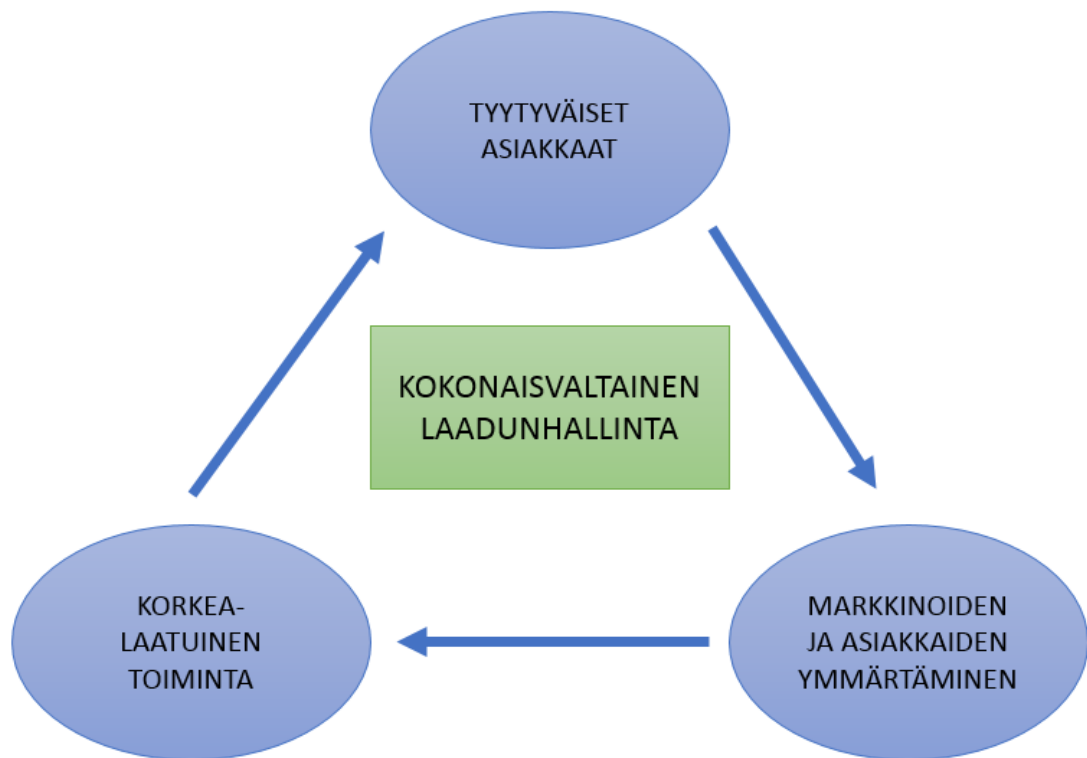 TYYTYVÄISET
ASIAKKAAT
KOKONAISVALTAINEN
LAADUNHALLINTA
KORKEA-
LAATUINEN
TOIMINTA
MARKKINOIDEN
JA ASIAKKAIDEN
YMMÄRTÄMINEN